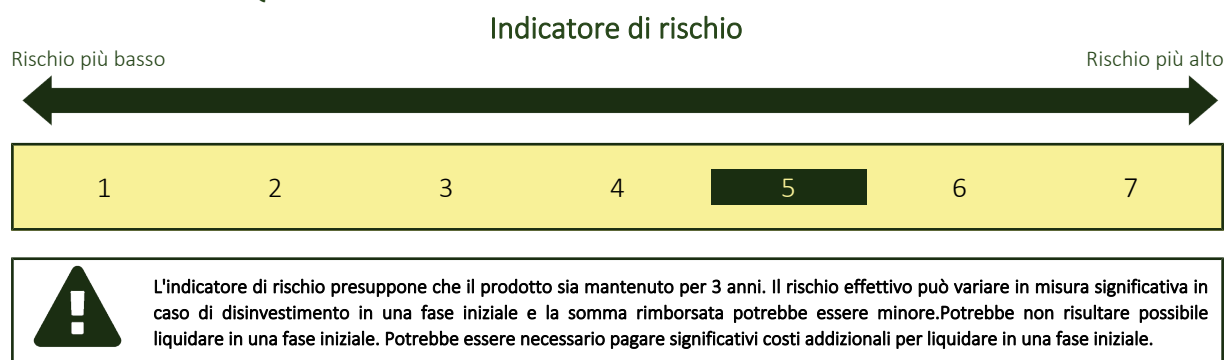 Indicatore di rischio
Rischio più basso
Rischio più alto
1 2 3 4 5 6 7
L'indicatore di rischio presuppone che il prodotto sia mantenuto per 3 anni. Il rischio effettivo può variare in misura significativa in
caso di disinvestimento in una fase iniziale e la somma rimborsata potrebbe essere minore.Potrebbe non risultare possibile
liquidare in una fase iniziale. Potrebbe essere necessario pagare significativi costi addizionali per liquidare in una fase iniziale.